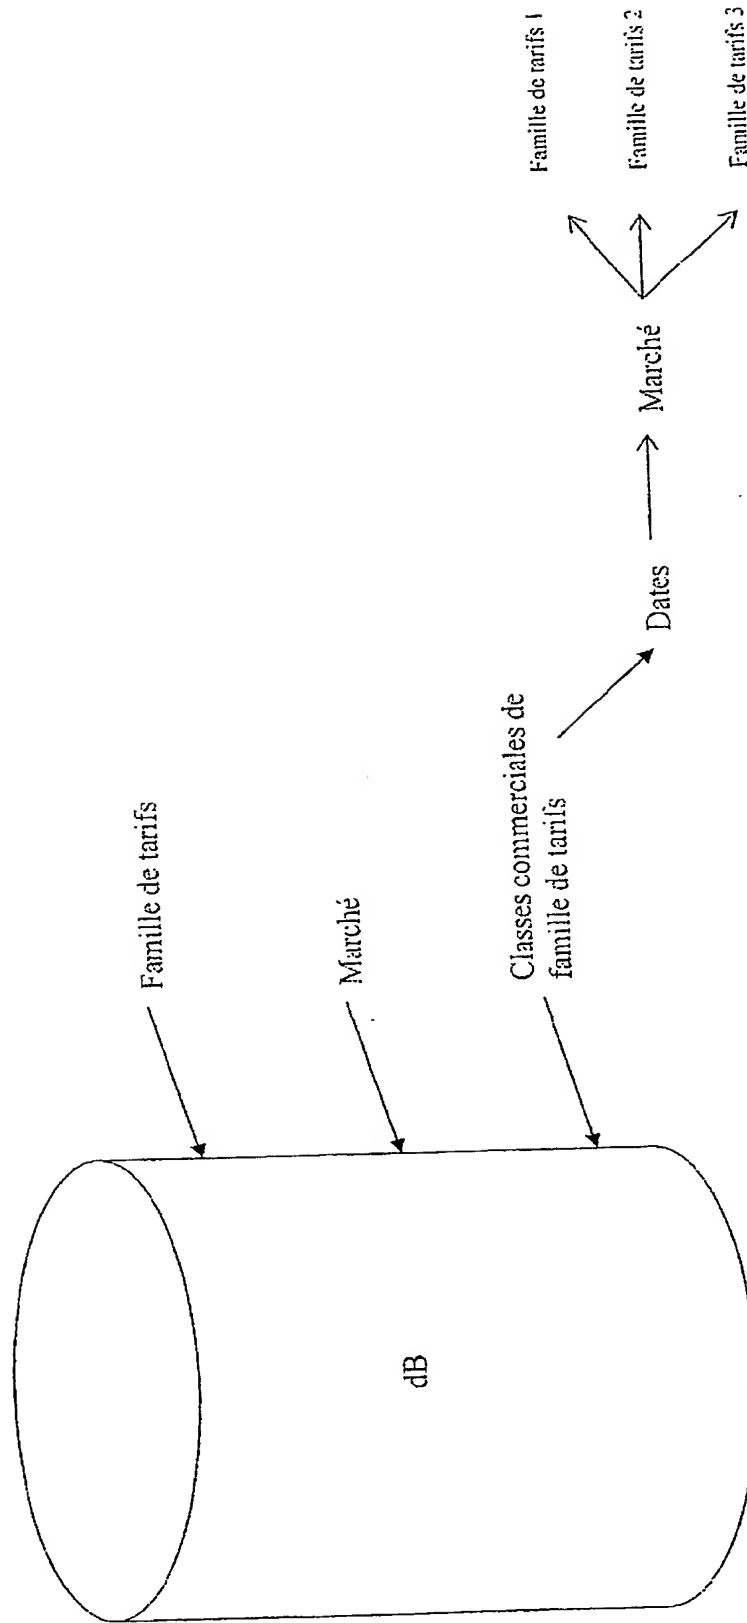 dB
Famille de tarifs
Marché
Classes commerciales de
famille de tarifs
Dates
Marché
Famille de tarifs 1
Famille de tarifs 2
Famille de tarifs 3